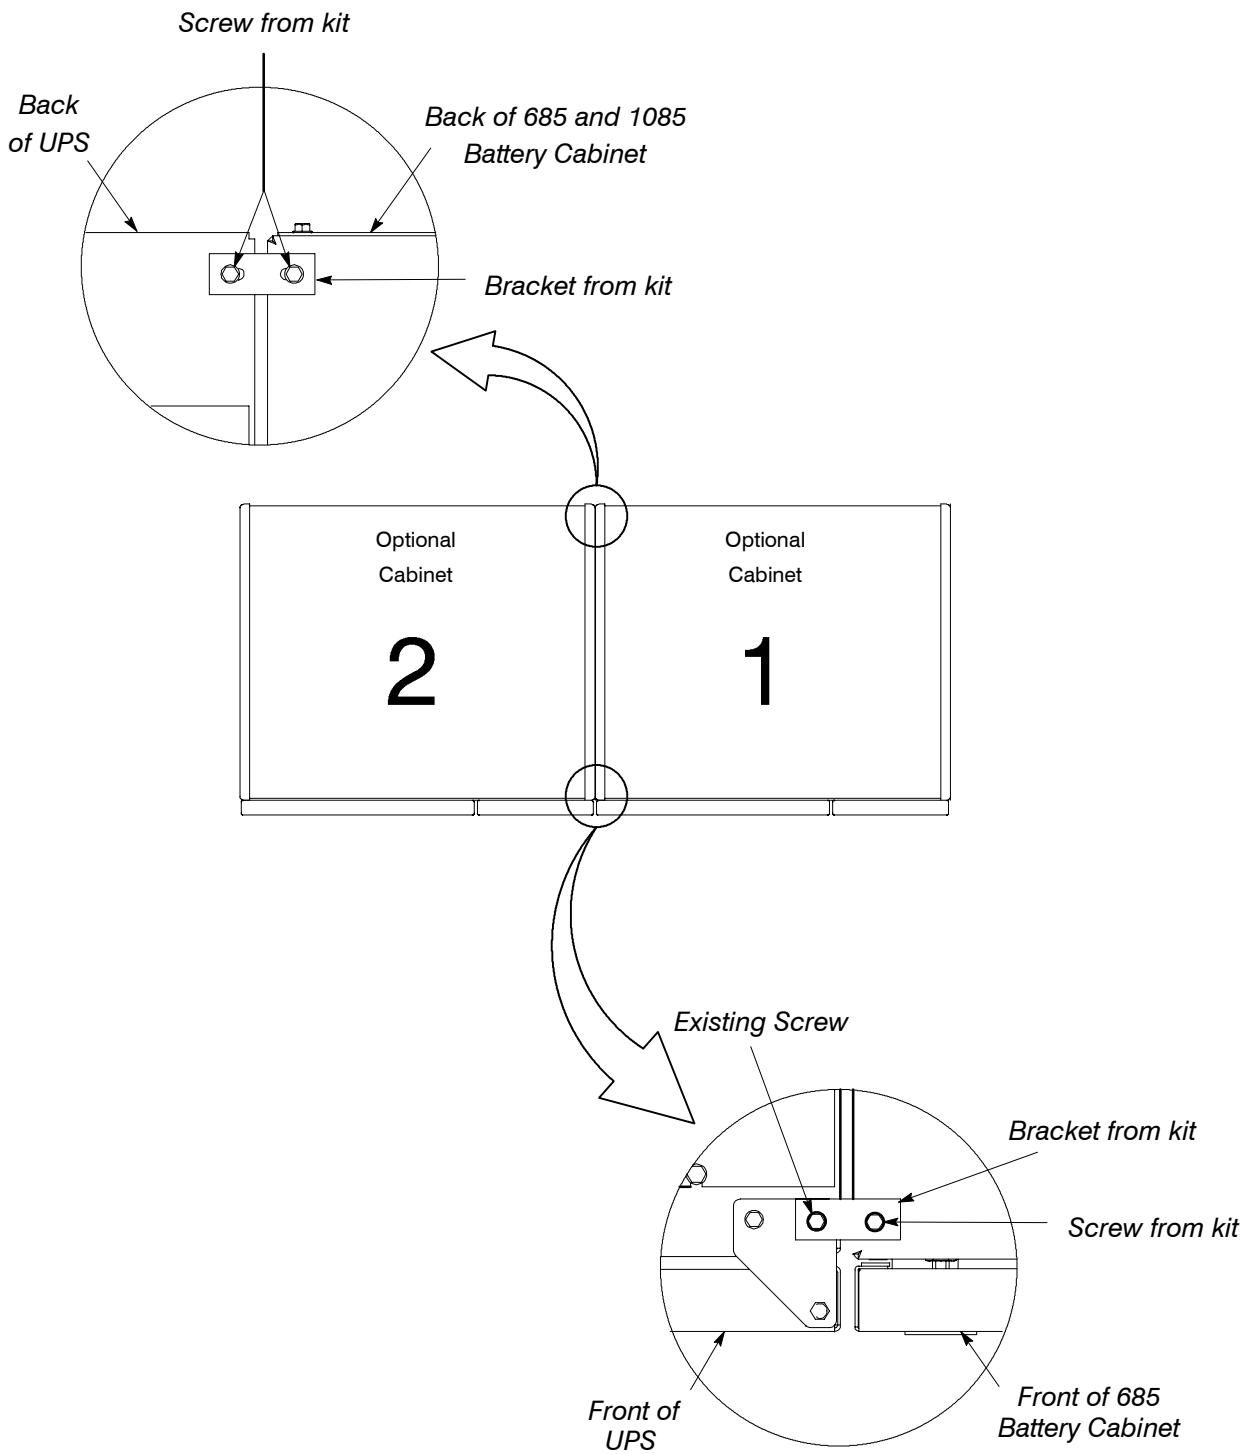 Screw from kit
Back
of UPS
Back of 685 and 1085
Battery Cabinet
Bracket from kit
Optional
Cabinet
2
Optional
Cabinet
1
Existing Screw
Bracket from kit
Screw from kit
Front of
UPS
Front of 685
Battery Cabinet